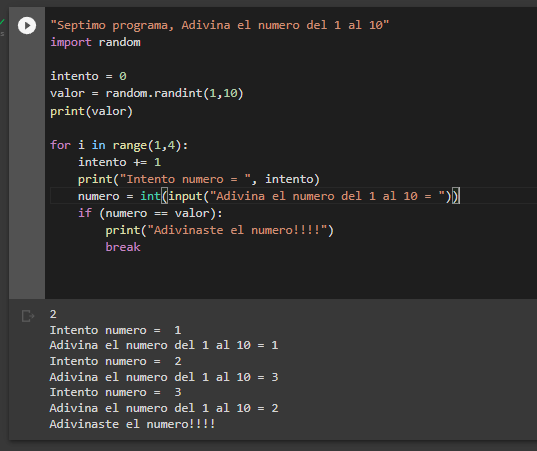 "Septimo programa, Adivina el numero del 1 al 10"
import random
intento = 0
valor = random.randint(1,10)
print(valor)
for i in range(1,4):
    intento += 1
    print("Intento numero = ", intento)
    numero = int(input("Adivina el numero del 1 al 10 = "))
    if (numero == valor):
        print("Adivinaste el numero!!!!")
        break
2
Intento numero =  1
Adivina el numero del 1 al 10 = 1
Intento numero =  2
Adivina el numero del 1 al 10 = 3
Intento numero =  3
Adivina el numero del 1 al 10 = 2
Adivinaste el numero!!!!